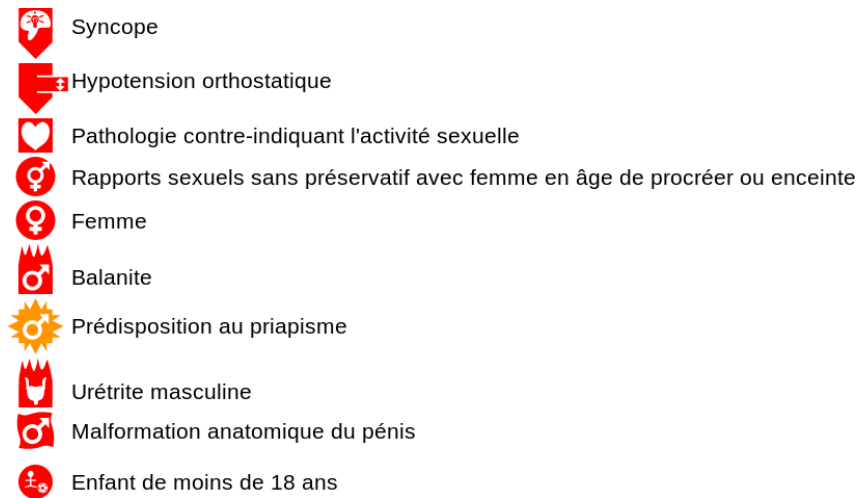 Syncope
Hypotension orthostatique
Pathologie contre-indiquant l'activité sexuelle
Rapports sexuels sans préservatif avec femme en âge de procréer ou enceinte
Femme
Balanite
Prédisposition au priapisme
Urétrite masculine
Malformation anatomique du pénis
Enfant de moins de 18 ans